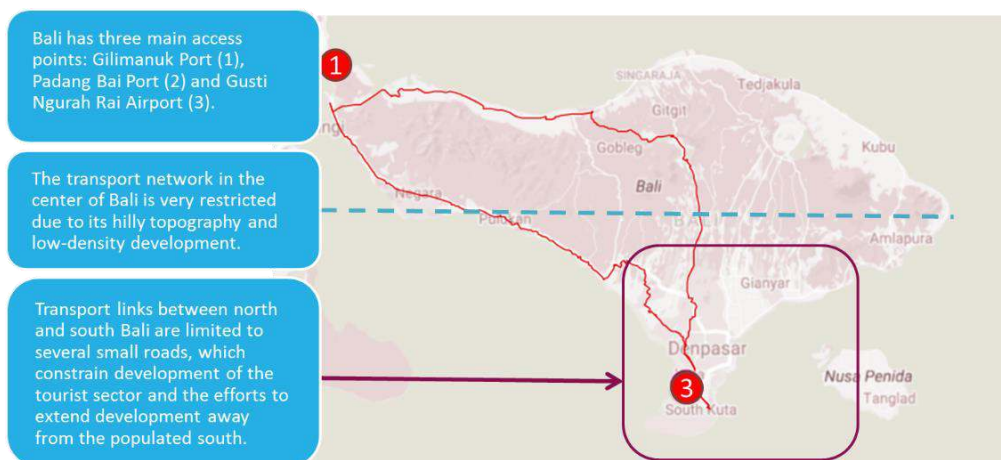 Bali has three main access
points: Gilimanuk Port (1),
Padang Bai Port (2) and Gusti
Ngurah Rai Airport (3).
The transport network in the
center of Bali is very restricted
due to its hilly topography and
low-density development.
Transport links between north
and south Bali are limited to
several small roads, which
constrain development of the
tourist sector and the efforts to
extend development away
from the populated south.
1
SINGARAJA
Tedjakula
Gitgit
Kubu
Gobleg
Bali
Negara
Pulukan
BALI
Amlapura
Gianyar
Denpasar
3
South Kuta
Nusa Penida
Tanglad